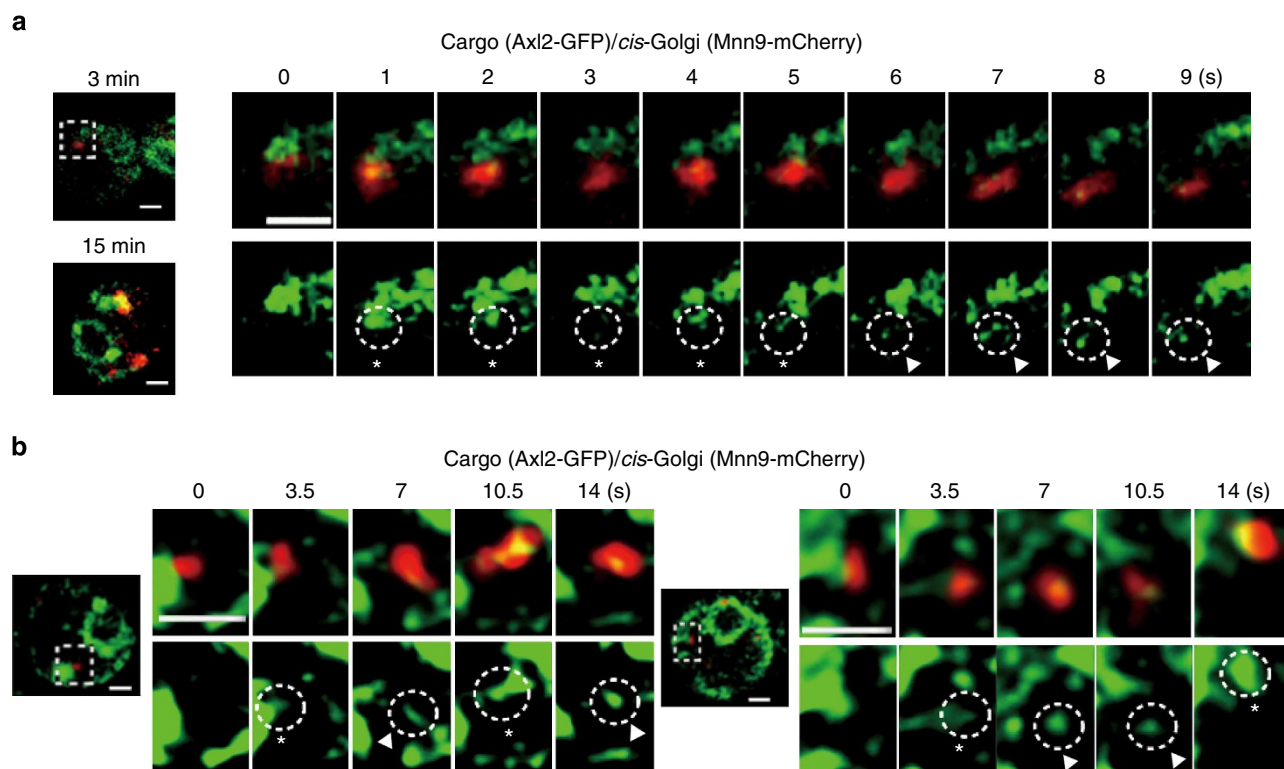 a
Cargo (Axl2-GFP)/cis-Golgi (Mnn9-mCherry)
3 min
0 1 2 3 4 5 6 7 8 9 (s)
* * * * *
15 min
b
Cargo (Axl2-GFP)/cis-Golgi (Mnn9-mCherry)
0 3.5 7 10.5 14 (s) 0 3.5 7 10.5 14 (s)
* * * *